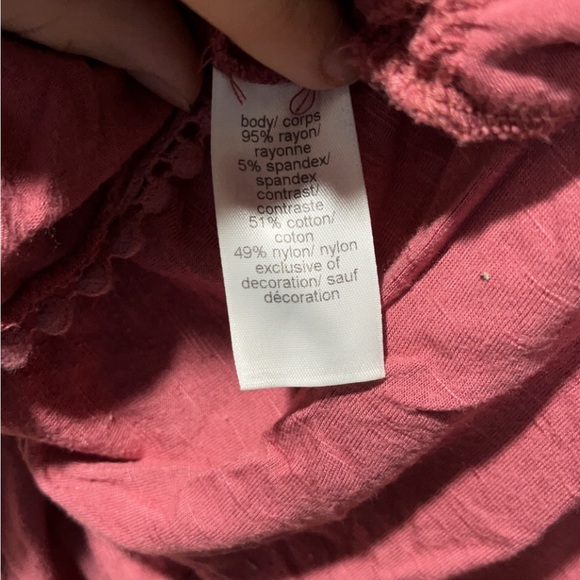 body/ corps
95% rayon/
rayonne
5% spandex/
spandex
contrast/
contraste
51% cotton/
coton
49% nylon/ nylon
exclusive of
decoration/ sauf
décoration